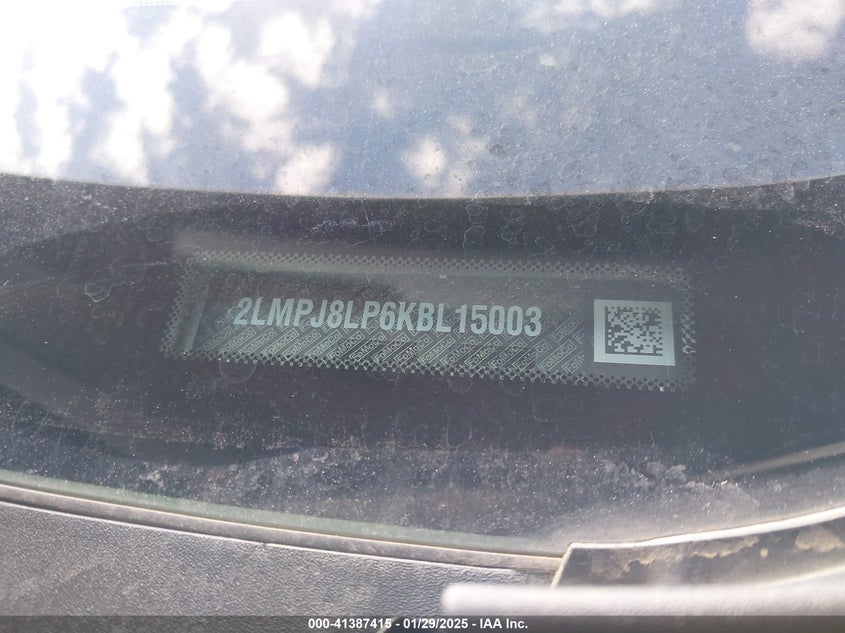 2LMPJ8LP6KBL15003
000-41387415 - 01/29/2025 - IAA Inc.